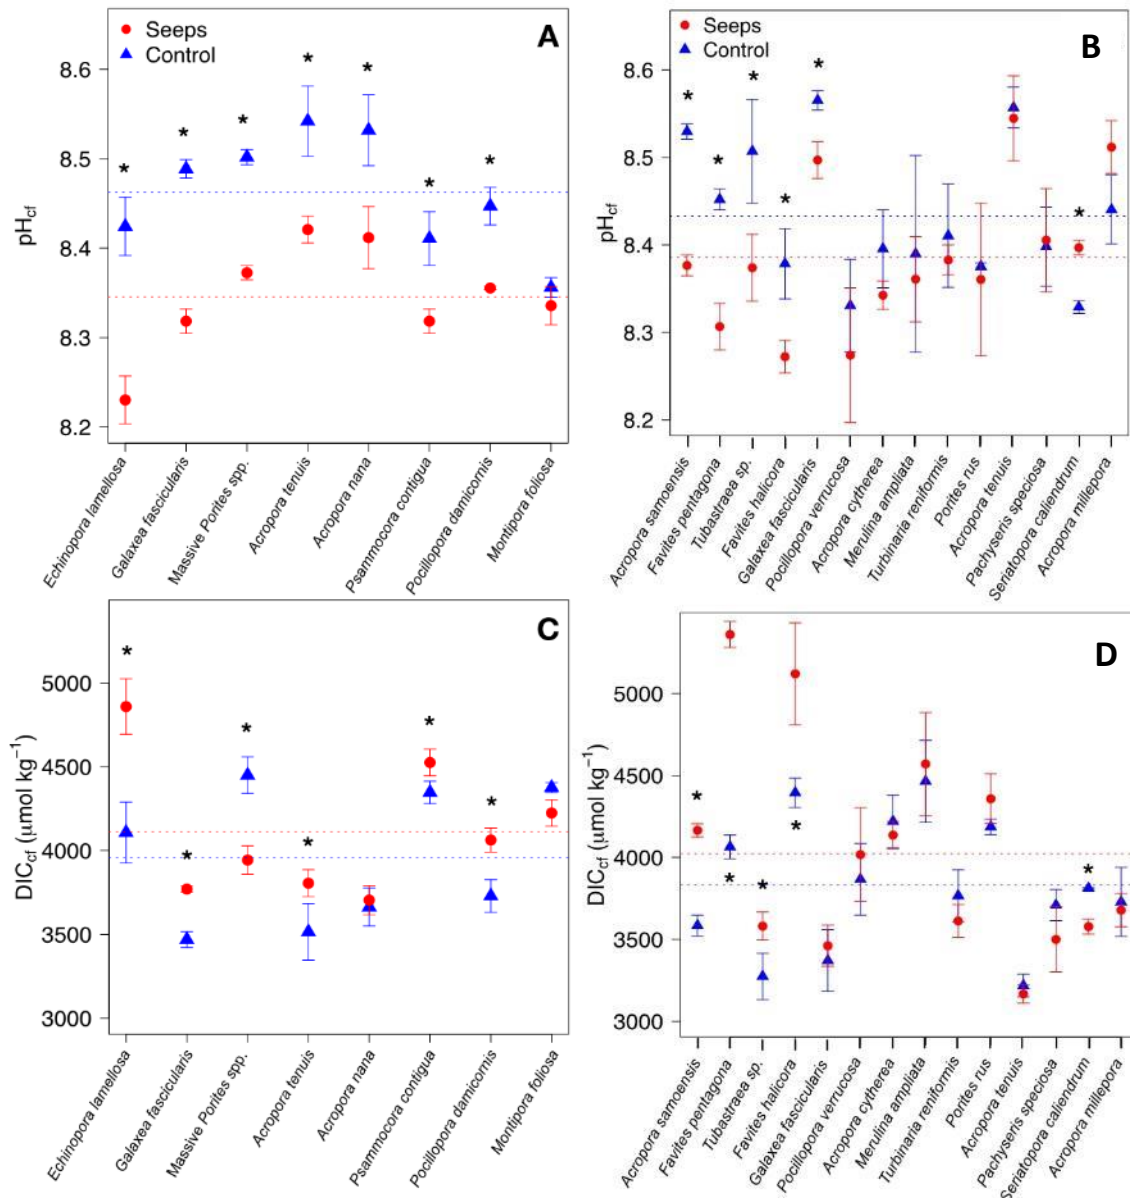 A
Seeps
Control
*
*
*
*
*
*
*
pHcf
8.6
8.5
8.4
8.3
8.2
Echinopora lamellosa
Galaxea fascicularis
Massive Porites spp.
Acropora tenuis
Acropora nana
Psammocora contigua
Pocillopora damicornis
Montipora foliosa
B
Seeps
Control
*
*
*
*
*
*
pHcf
8.6
8.5
8.4
8.3
8.2
Acropora samoensis
Favites pentagona
Tubastraea sp.
Favites halicora
Galaxea fascicularis
Pocillopora verrucosa
Acropora cytherea
Merulina ampliata
Turbinaria reniformis
Porites rus
Acropora tenuis
Pachyseris speciosa
Seriatopora caliendrum
Acropora millepora
C
*
*
*
*
*
*
DICcf (µmol kg−1)
5000
4500
4000
3500
3000
Echinopora lamellosa
Galaxea fascicularis
Massive Porites spp.
Acropora tenuis
Acropora nana
Psammocora contigua
Pocillopora damicornis
Montipora foliosa
D
*
*
*
*
*
DICcf (µmol kg−1)
5000
4500
4000
3500
3000
Acropora samoensis
Favites pentagona
Tubastraea sp.
Favites halicora
Galaxea fascicularis
Pocillopora verrucosa
Acropora cytherea
Merulina ampliata
Turbinaria reniformis
Porites rus
Acropora tenuis
Pachyseris speciosa
Seriatopora caliendrum
Acropora millepora